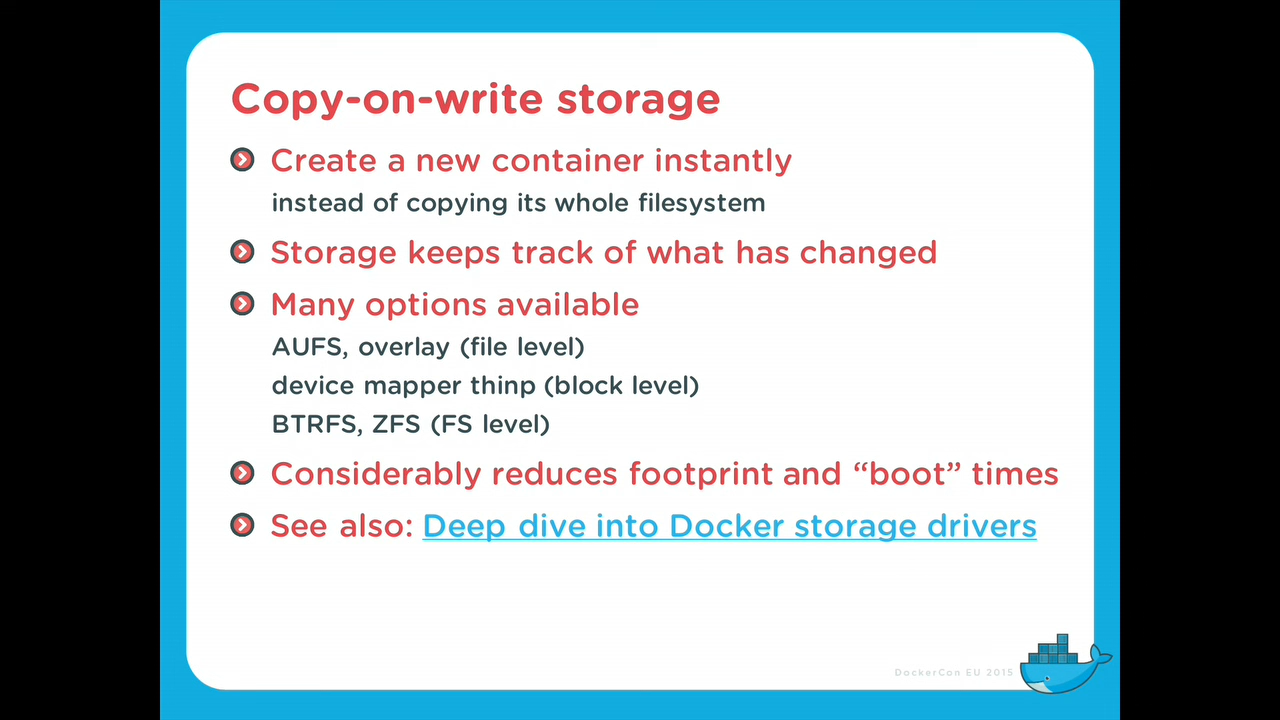 Copy-on-write storage
Create a new container instantly
instead of copying its whole filesystem
Storage keeps track of what has changed
Many options available
AUFS, overlay (file level)
device mapper thinp (block level)
BTRFS, ZFS (FS level)
Considerably reduces footprint and “boot” times
See also: Deep dive into Docker storage drivers
DockerCon EU 2015